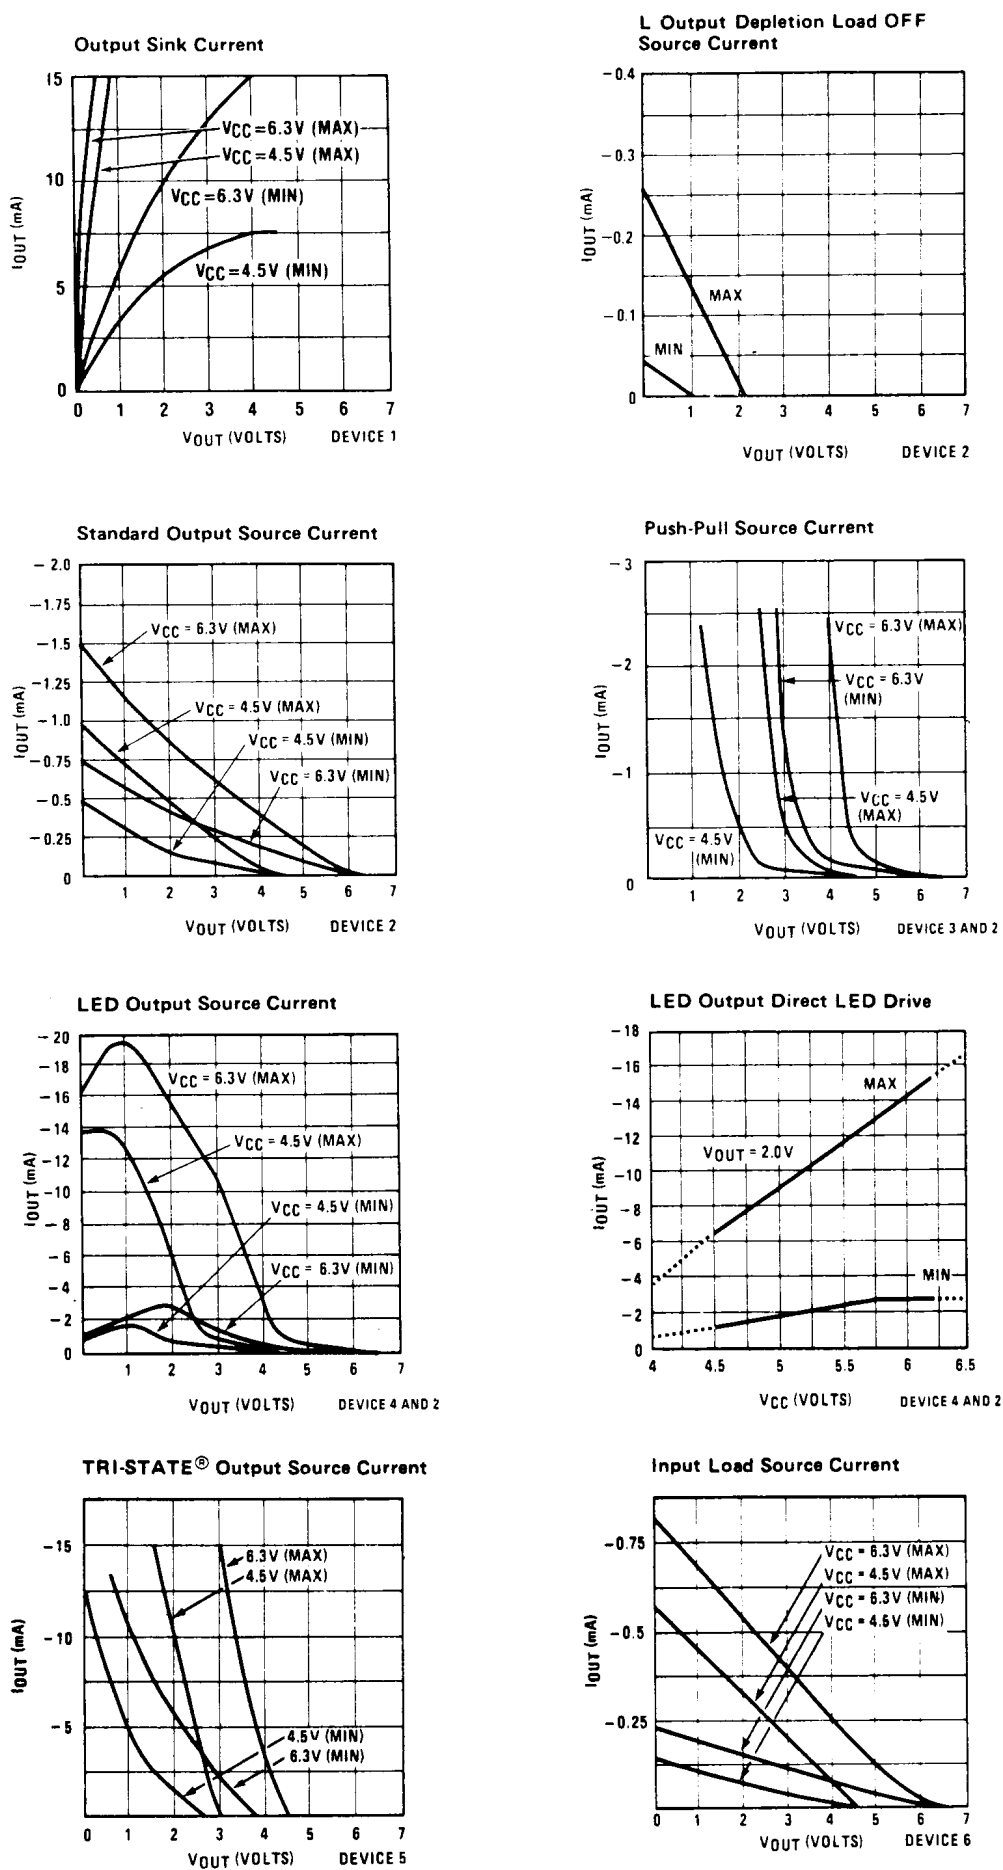 Output Sink Current
15
10
5
0
IOUT (mA)
VCC=6.3V (MAX)
VCC=4.5V (MAX)
VCC=6.3V (MIN)
VCC=4.5V (MIN)
0 1 2 3 4 5 6 7
VOUT (VOLTS) DEVICE 1
L Output Depletion Load OFF
Source Current
-0.4
-0.3
-0.2
-0.1
0
IOUT (mA)
MAX
MIN
1 2 3 4 5 6 7
VOUT (VOLTS) DEVICE 2
Standard Output Source Current
-2.0
-1.75
-1.5
-1.25
-1.0
-0.75
-0.5
-0.25
0
IOUT (mA)
VCC = 6.3V (MAX)
VCC = 4.5V (MAX)
VCC = 4.5V (MIN)
VCC = 6.3V (MIN)
1 2 3 4 5 6 7
VOUT (VOLTS) DEVICE 2
Push-Pull Source Current
-3
-2
-1
0
IOUT (mA)
VCC = 6.3V (MAX)
VCC = 6.3V
(MIN)
VCC = 4.5V
(MAX)
VCC = 4.5V
(MIN)
1 2 3 4 5 6 7
VOUT (VOLTS) DEVICE 3 AND 2
LED Output Source Current
-20
-18
-16
-14
-12
-10
-8
-6
-4
-2
0
IOUT (mA)
VCC = 6.3V (MAX)
VCC = 4.5V (MAX)
VCC = 4.5V (MIN)
VCC = 6.3V (MIN)
1 2 3 4 5 6 7
VOUT (VOLTS) DEVICE 4 AND 2
LED Output Direct LED Drive
-18
-16
-14
-12
-10
-8
-6
-4
-2
0
IOUT (mA)
MAX
VOUT = 2.0V
MIN
4 4.5 5 5.5 6 6.5
VCC (VOLTS) DEVICE 4 AND 2
TRI-STATE® Output Source Current
-15
-10
-5
IOUT (mA)
6.3V (MAX)
4.5V (MAX)
4.5V (MIN)
6.3V (MIN)
0 1 2 3 4 5 6 7
VOUT (VOLTS) DEVICE 5
Input Load Source Current
-0.75
-0.5
-0.25
IOUT (mA)
VCC = 6.3V (MAX)
VCC = 4.5V (MAX)
VCC = 6.3V (MIN)
VCC = 4.5V (MIN)
0 1 2 3 4 5 6 7
VOUT (VOLTS) DEVICE 6